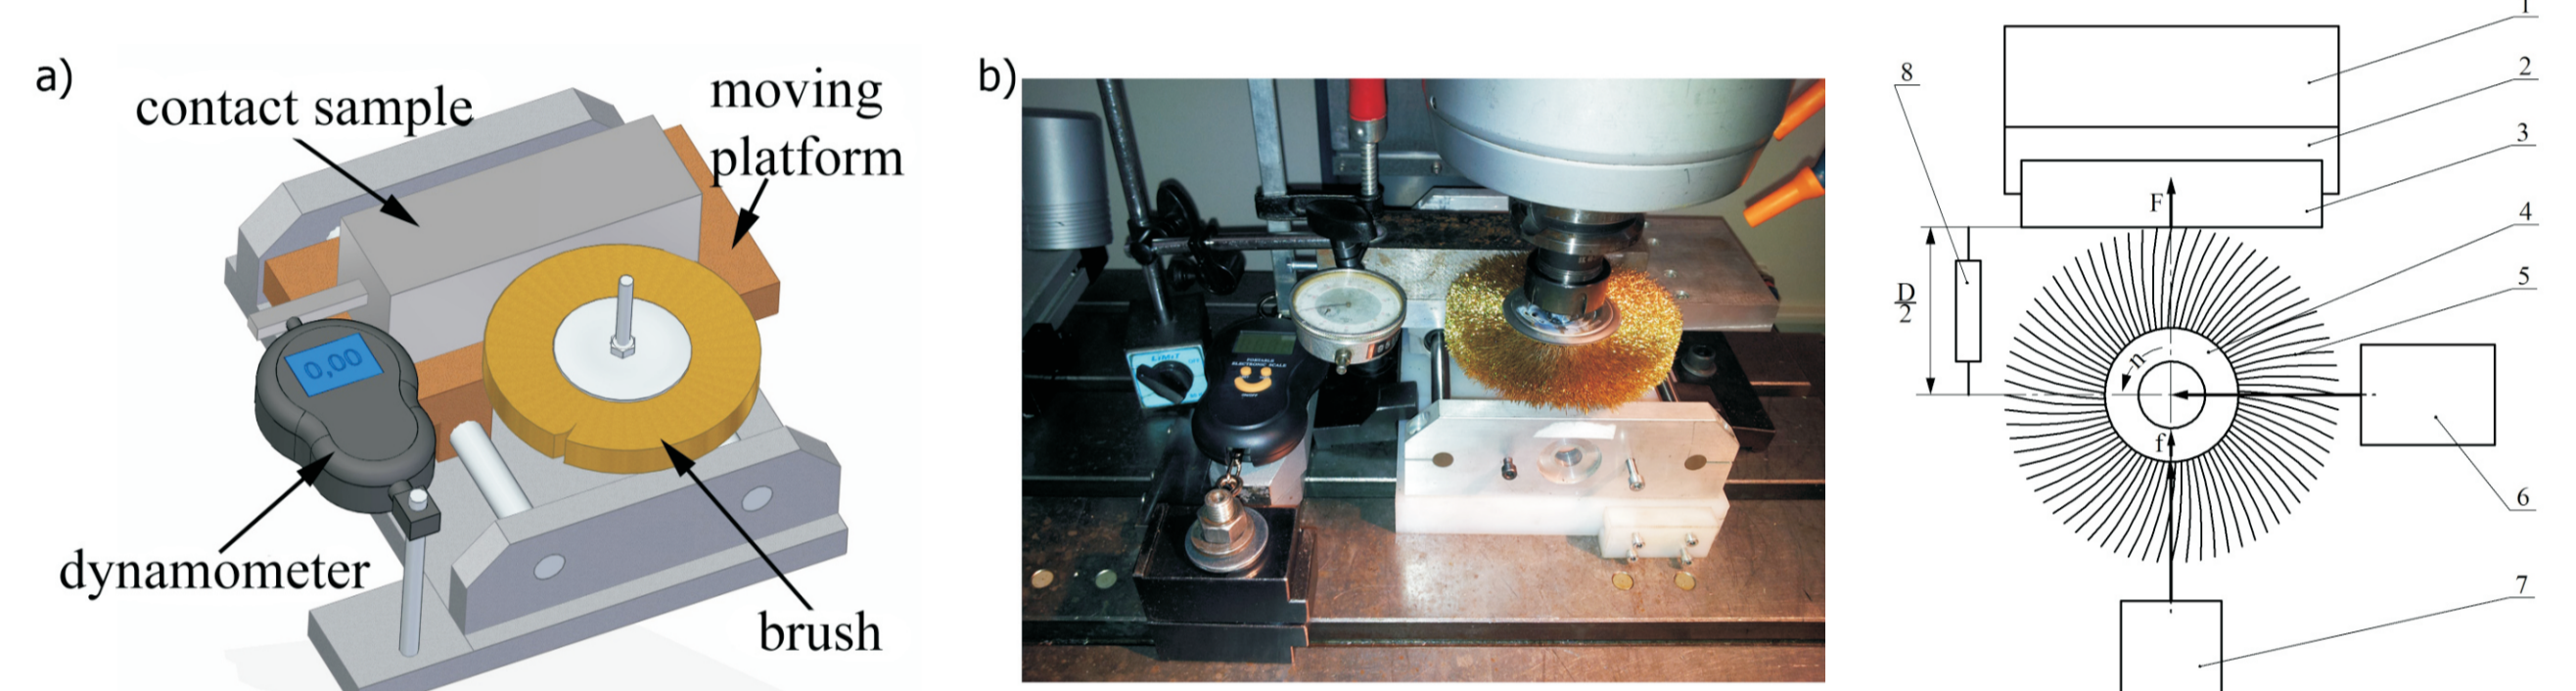 a)
contact sample
moving
platform
0,00
dynamometer
brush
b)
LiMiT
PORTABLE
ELECTRONIC SCALE
1
2
3
4
5
6
7
8
F
D
2
n
f